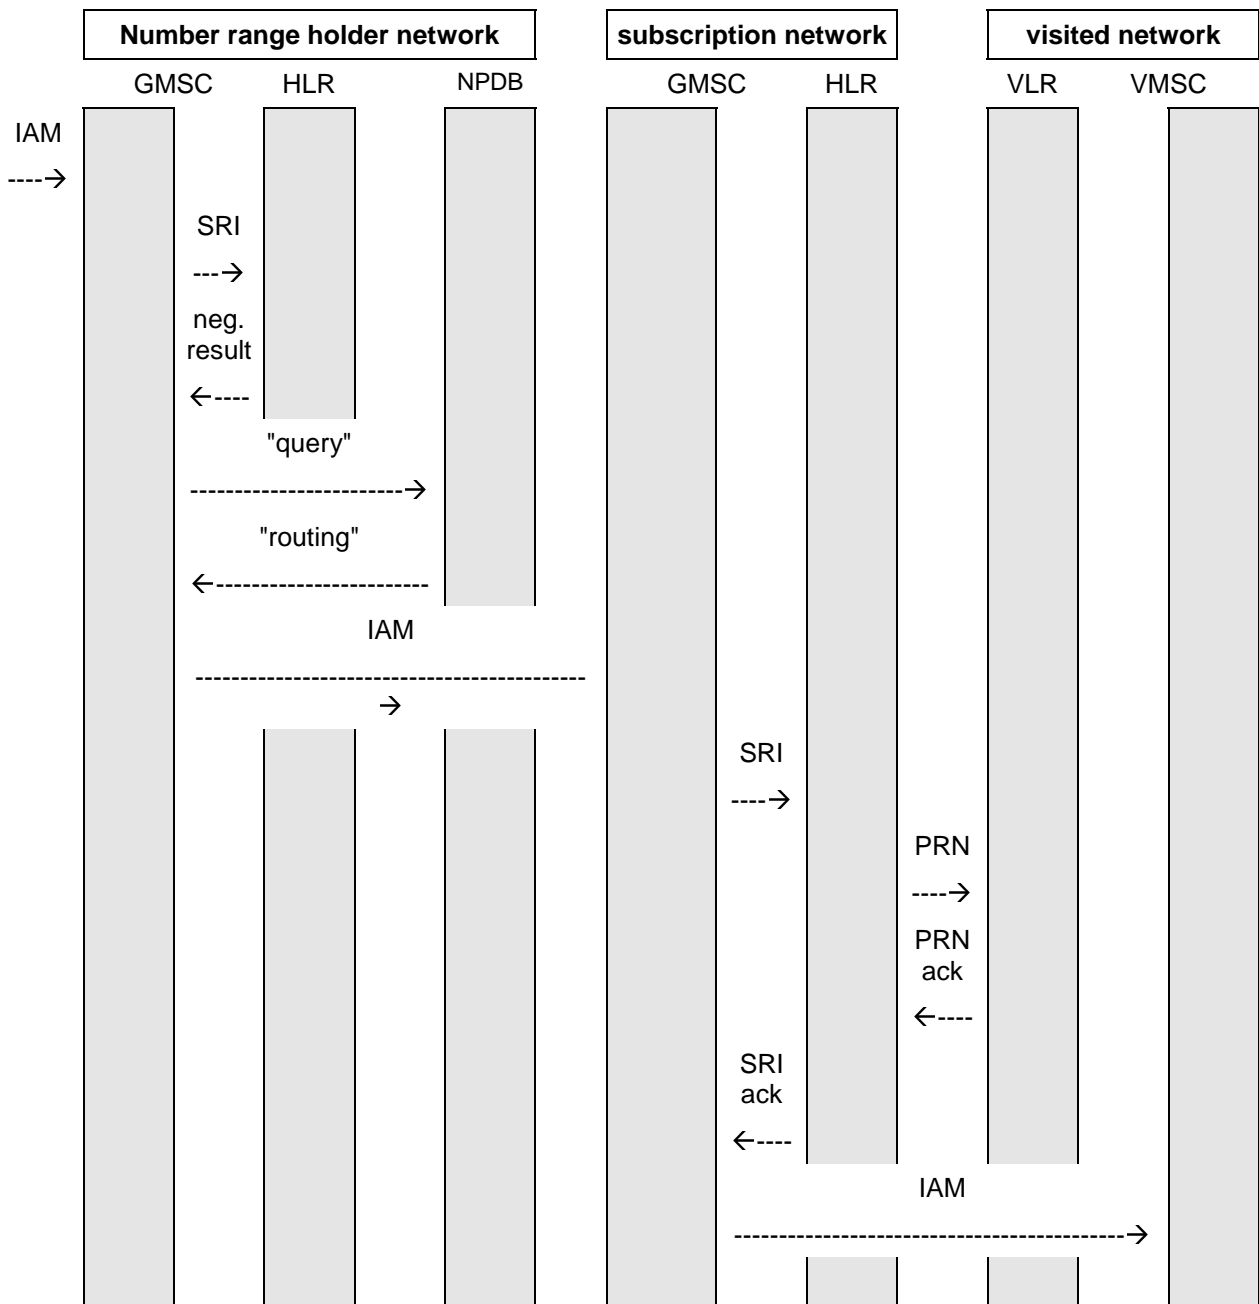 Number range holder network subscription network visited network
GMSC HLR NPDB GMSC HLR VLR VMSC
IAM
---->
SRI
--->
neg.
result
<----
"query"
------------------------>
"routing"
<------------------------
IAM
--------------------------------------------
>
SRI
---->
PRN
---->
PRN
ack
<----
SRI
ack
<----
IAM
-------------------------------------------->